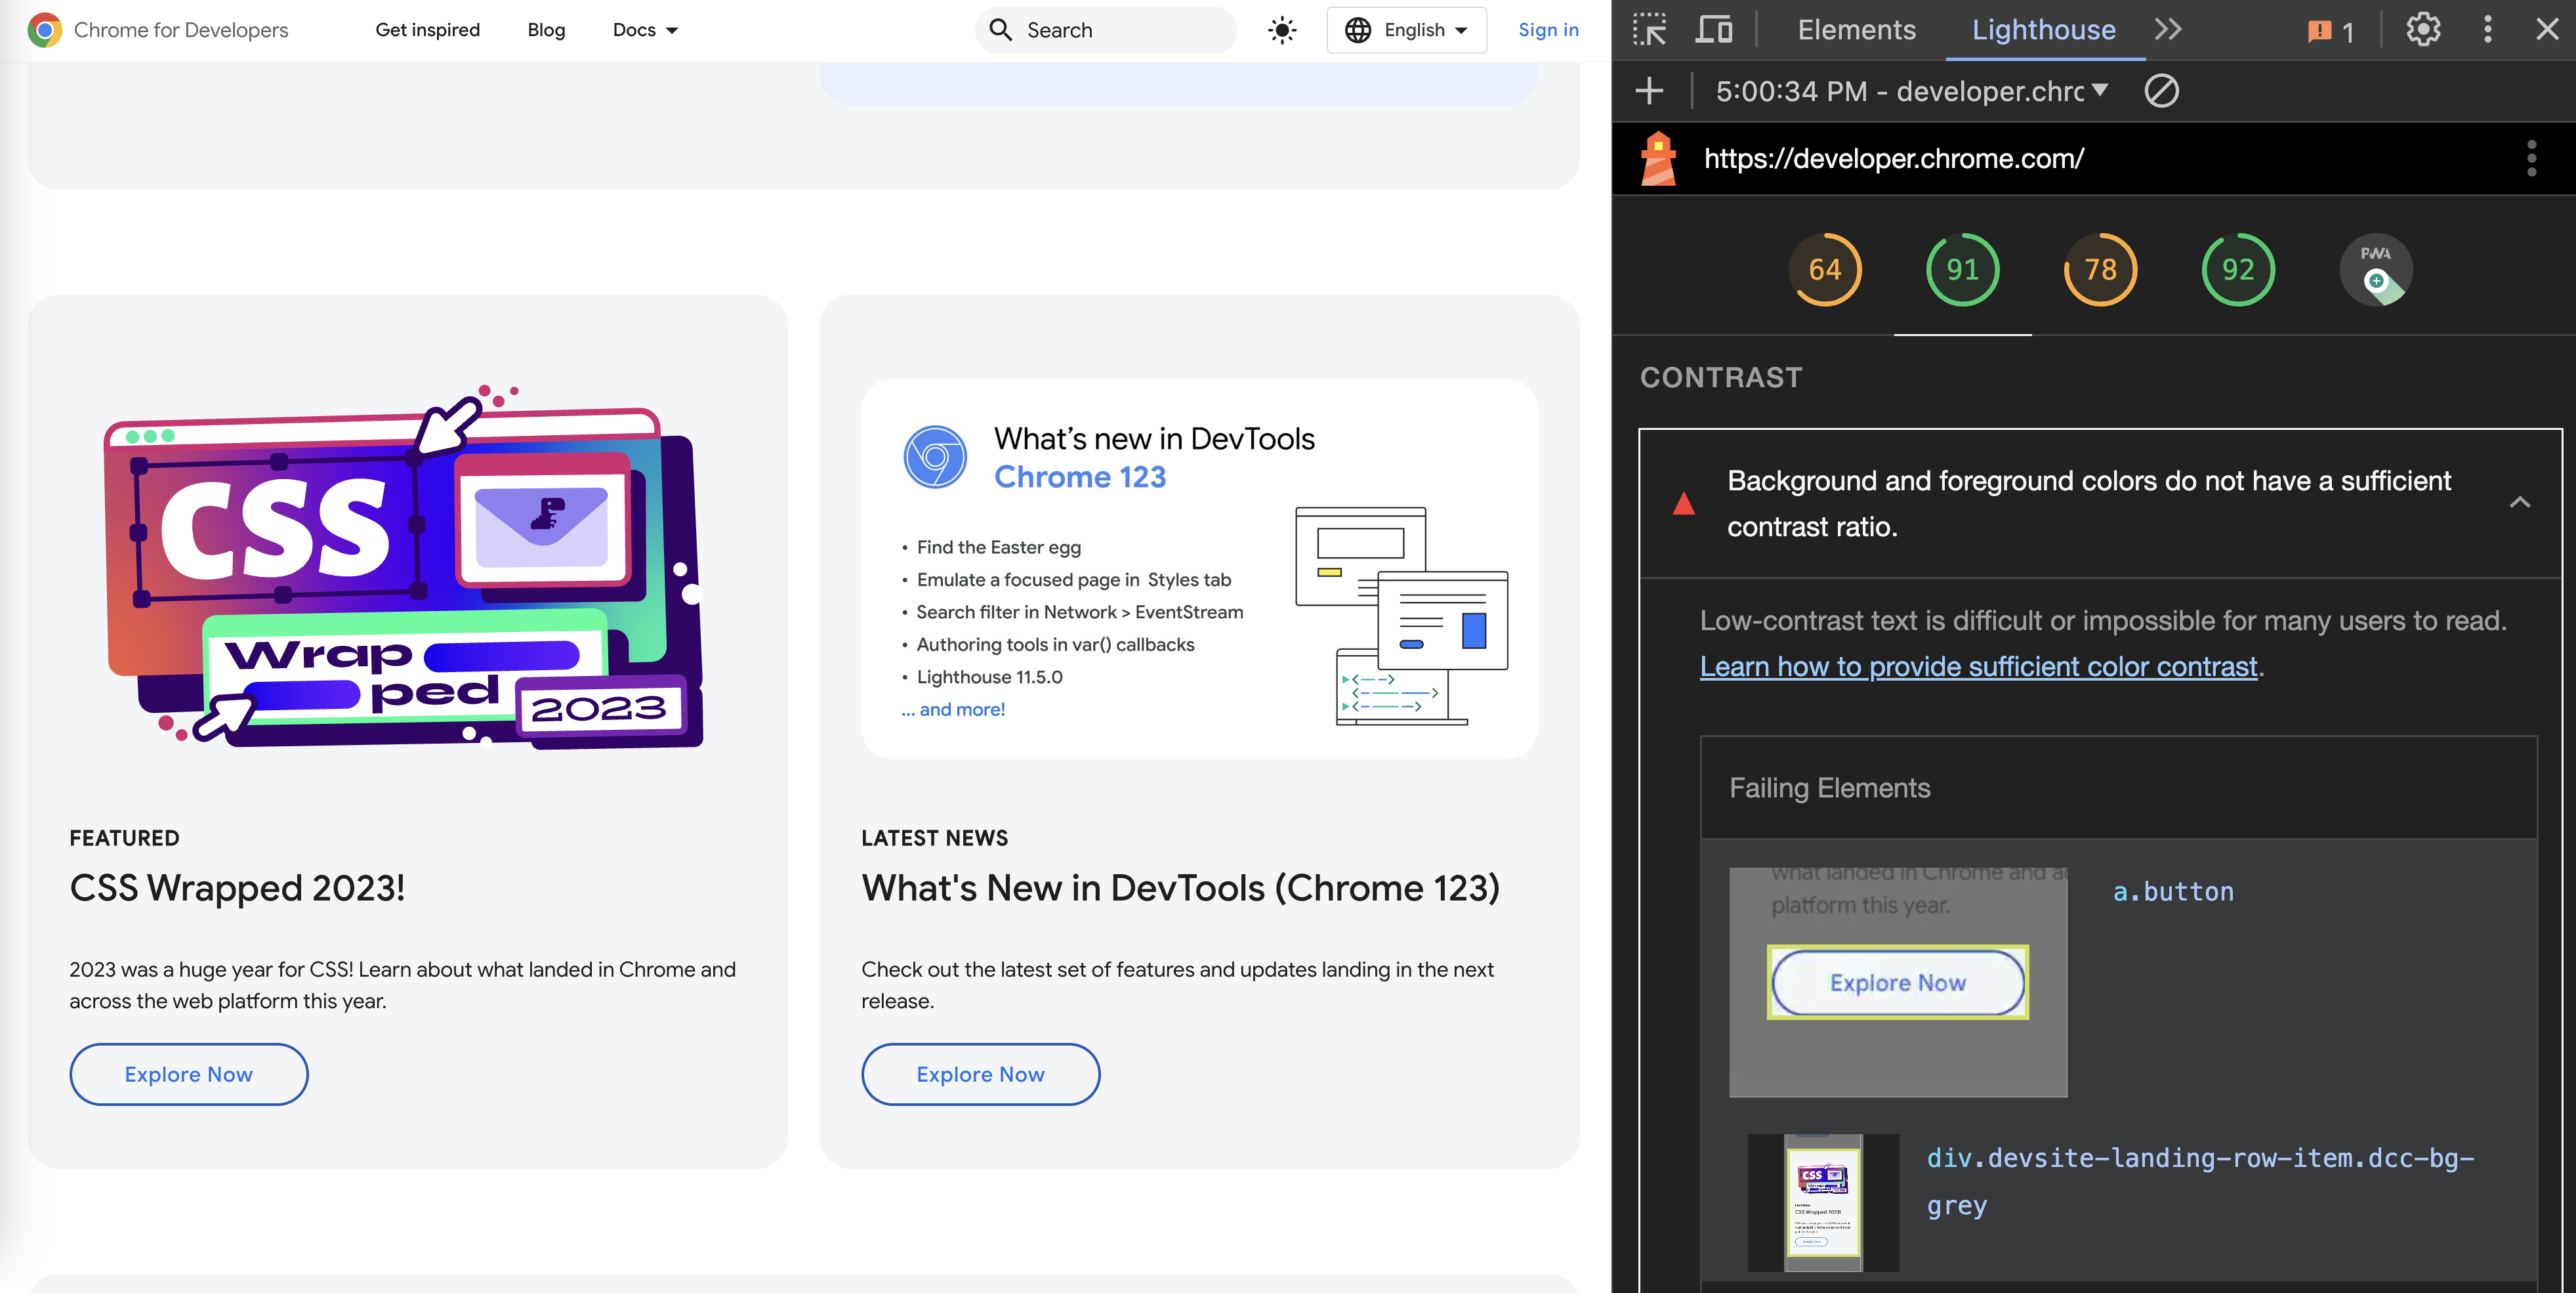 Chrome for Developers
Get inspired
Blog
Docs
Search
English
Sign in
CSS
Wrap
ped
2023
What’s new in DevTools
Chrome 123
• Find the Easter egg
• Emulate a focused page in Styles tab
• Search filter in Network > EventStream
• Authoring tools in var() callbacks
• Lighthouse 11.5.0
... and more!
FEATURED
CSS Wrapped 2023!
2023 was a huge year for CSS! Learn about what landed in Chrome and
across the web platform this year.
Explore Now
LATEST NEWS
What's New in DevTools (Chrome 123)
Check out the latest set of features and updates landing in the next
release.
Explore Now
Elements
Lighthouse
1
5:00:34 PM - developer.chrc
https://developer.chrome.com/
64
91
78
92
PWA
CONTRAST
Background and foreground colors do not have a sufficient
contrast ratio.
Low-contrast text is difficult or impossible for many users to read.
Learn how to provide sufficient color contrast.
Failing Elements
what landed in Chrome and ac
platform this year.
Explore Now
a.button
CSS
CSS Wrapped 2023!
div.devsite-landing-row-item.dcc-bg-
grey